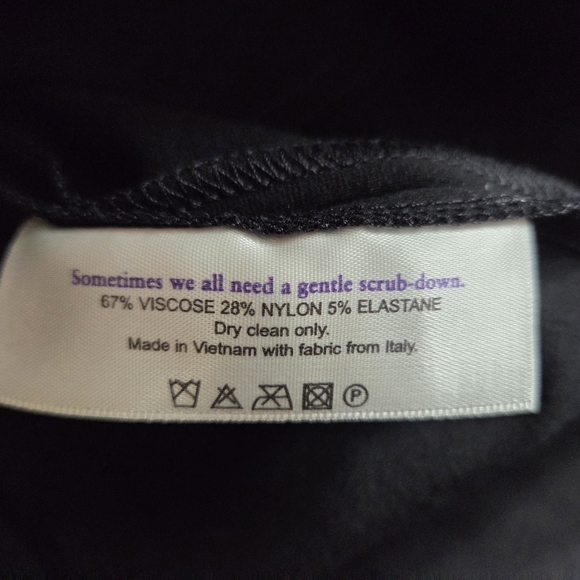 Sometimes we all need a gentle scrub-down.
67% VISCOSE 28% NYLON 5% ELASTANE
Dry clean only.
Made in Vietnam with fabric from Italy.
P